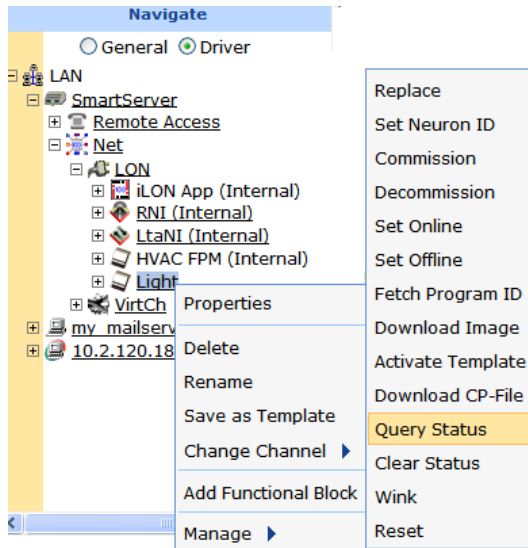 Navigate
General Driver
LAN
SmartServer
Remote Access
Net
LON
iLON App (Internal)
RNI (Internal)
LtaNI (Internal)
HVAC FPM (Internal)
Light
VirtCh
my_mailserv
10.2.120.18
Properties
Delete
Rename
Save as Template
Change Channel
Add Functional Block
Manage
Replace
Set Neuron ID
Commission
Decommission
Set Online
Set Offline
Fetch Program ID
Download Image
Activate Template
Download CP-File
Query Status
Clear Status
Wink
Reset